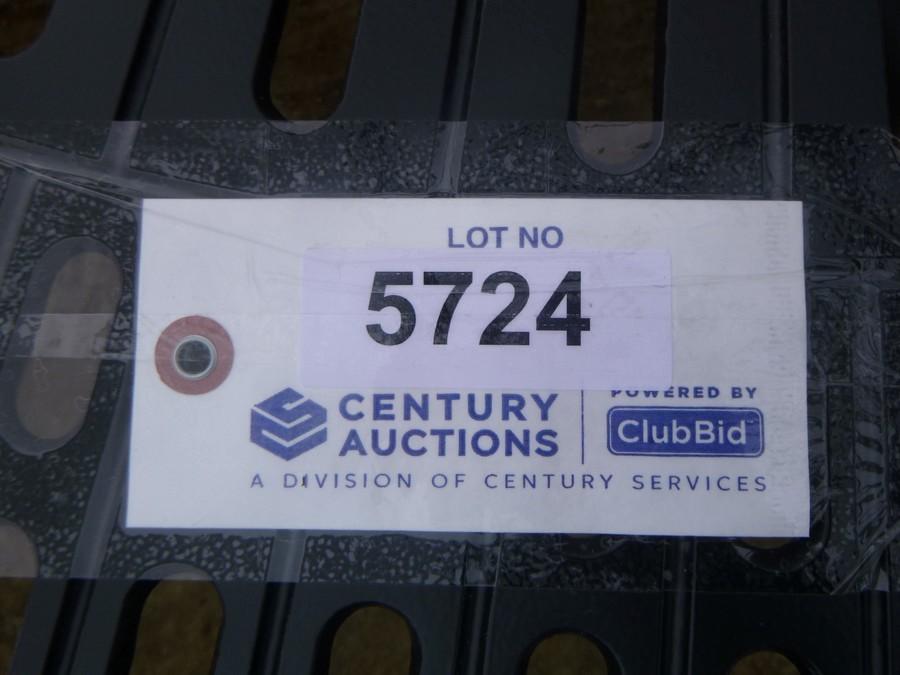 LOT NO
5724
CENTURY
AUCTIONS
POWERED BY
ClubBid
A DIVISION OF CENTURY SERVICES